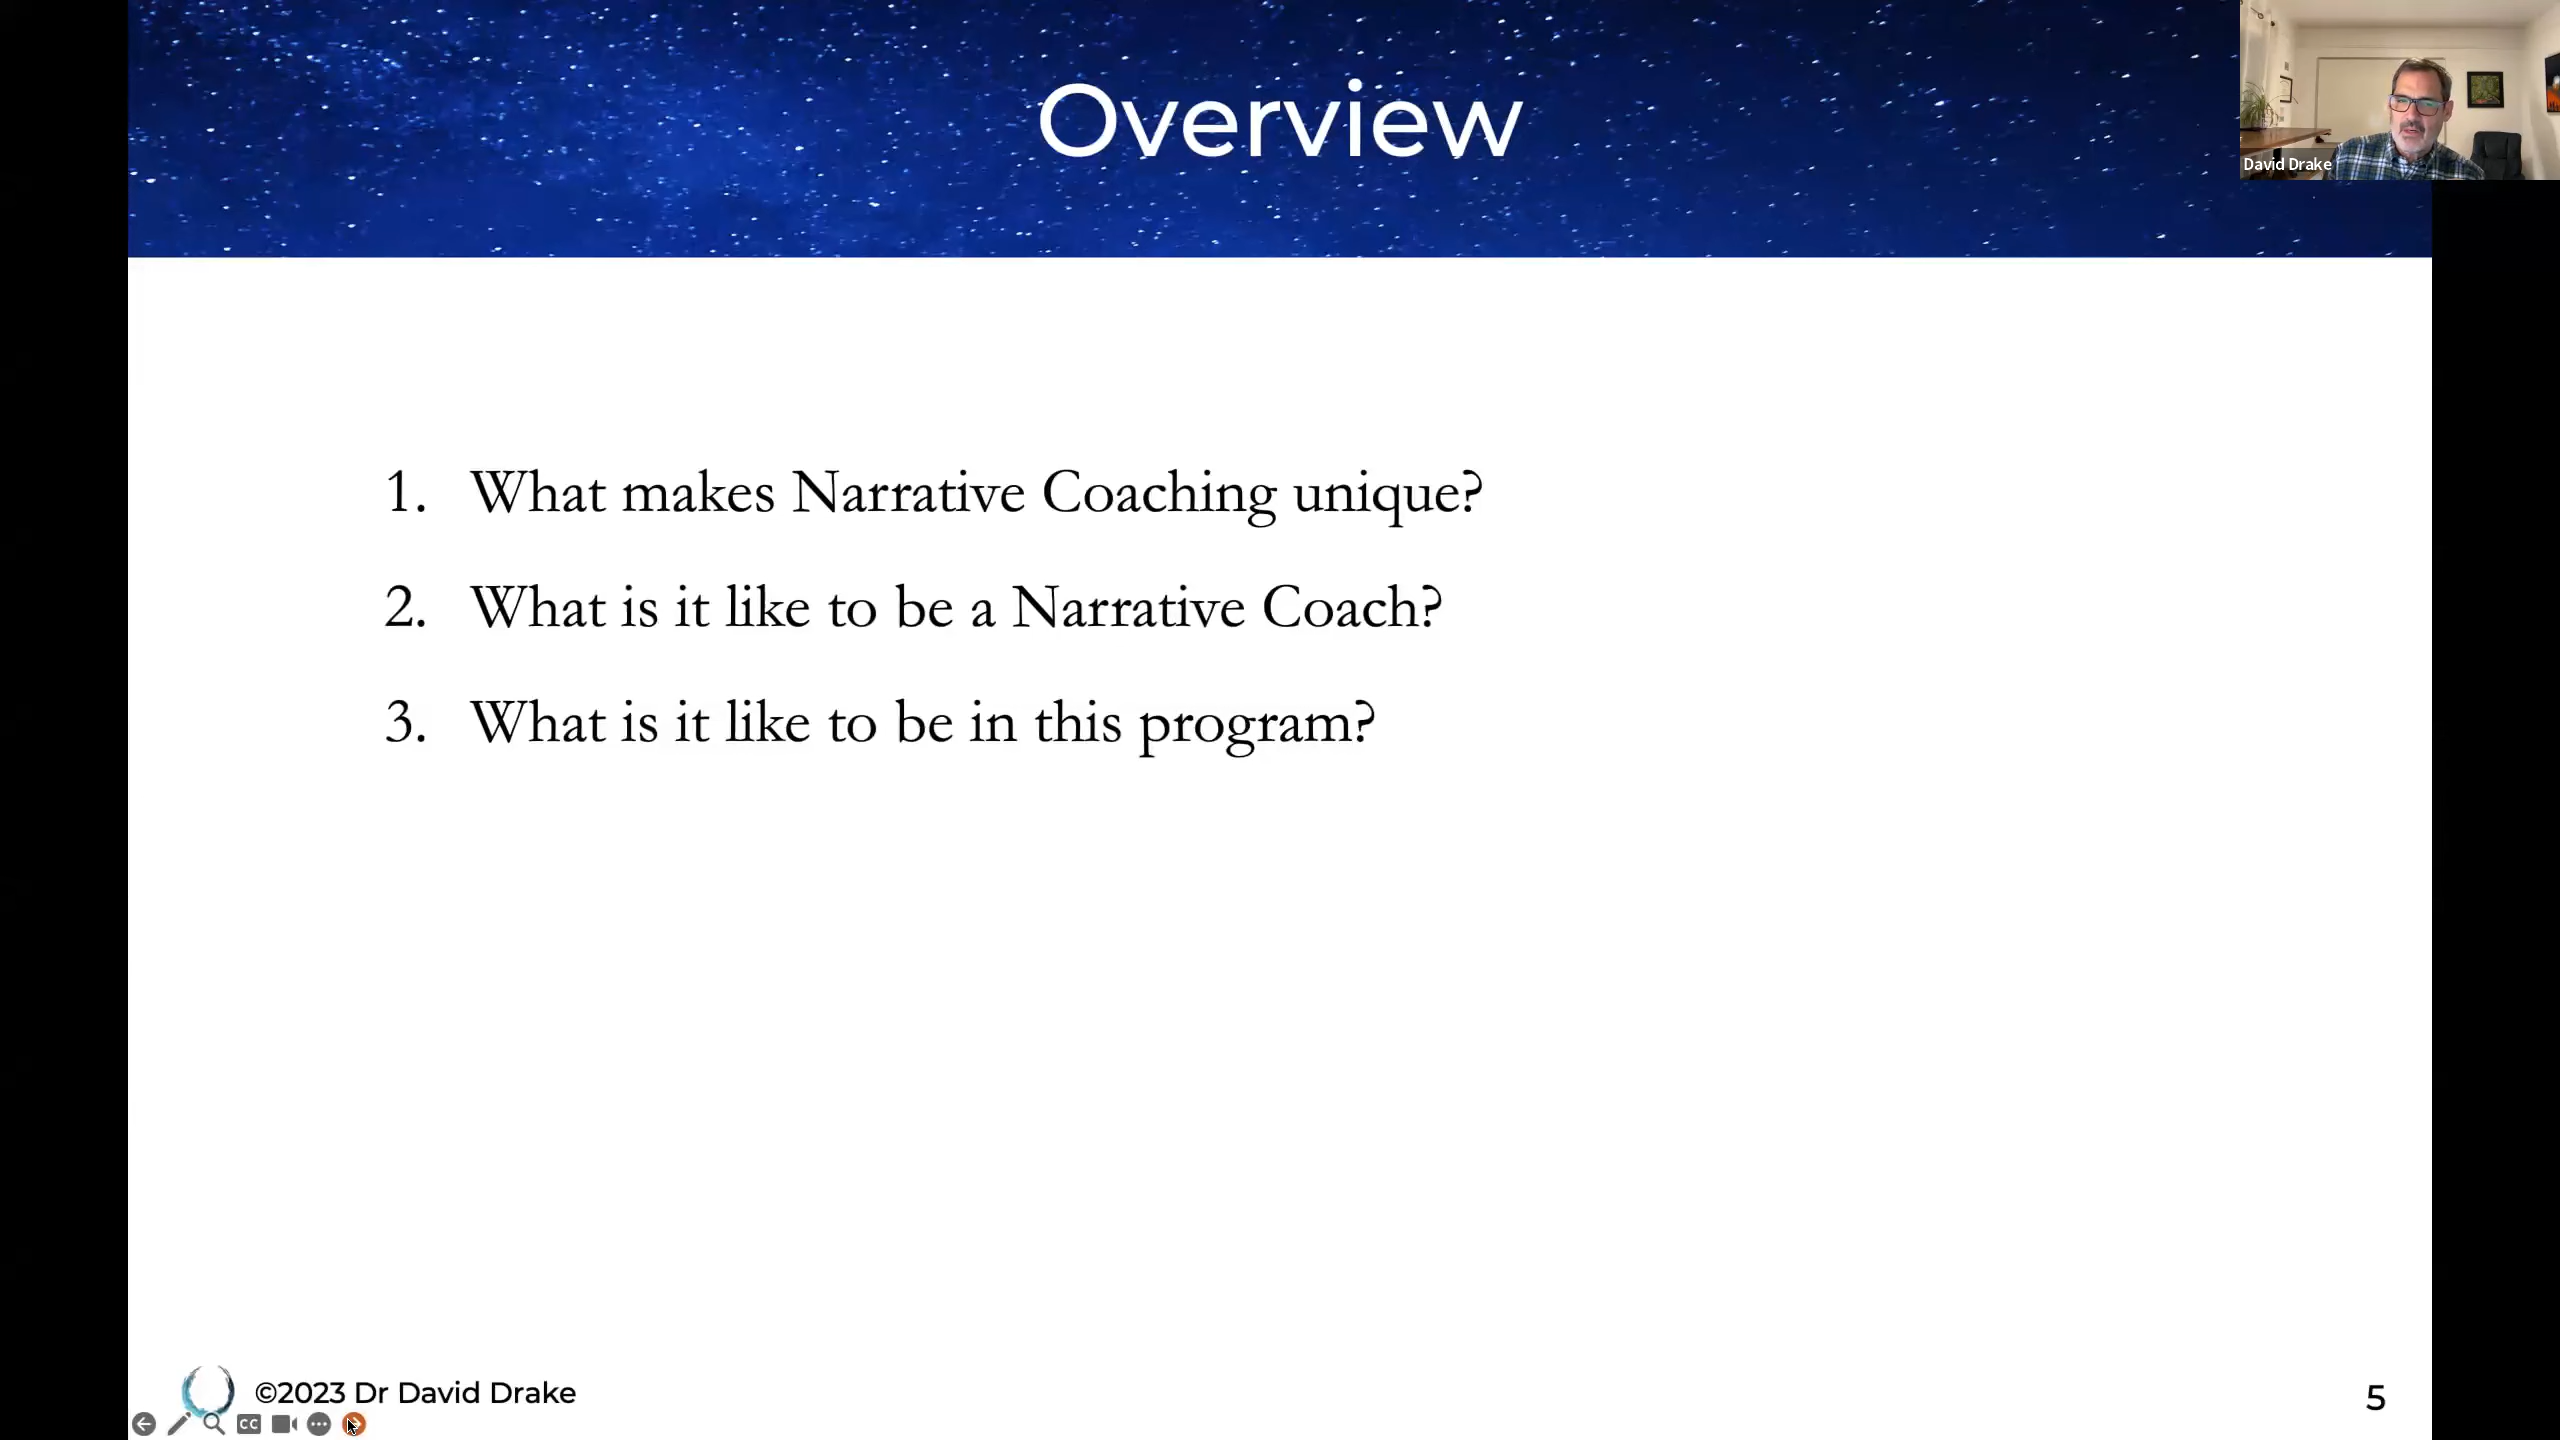 Overview
David Drake
1. What makes Narrative Coaching unique?
2. What is it like to be a Narrative Coach?
3. What is it like to be in this program?
©2023 Dr David Drake
5
CC